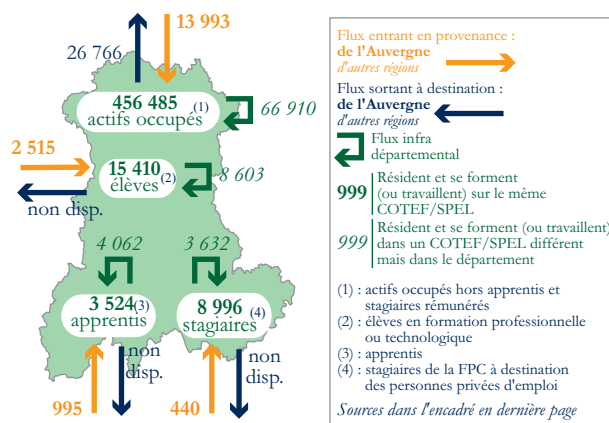 13 993
26 766
456 485 (1)
actifs occupés
66 910
2 515
15 410
élèves (2)
8 603
non disp.
4 062
3 632
3 524 (3)
apprentis
8 996 (4)
stagiaires
non
disp.
non
disp.
995
440
Flux entrant en provenance :
de l'Auvergne
d'autres régions
Flux sortant à destination :
de l'Auvergne
d'autres régions
Flux infra
départemental
999 Résident et se forment
(ou travaillent) sur le même
COTEF/SPEL
999 Résident et se forment (ou travaillent)
dans un COTEF/SPEL différent
mais dans le département
(1) : actifs occupés hors apprentis et
stagiaires rémunérés
(2) : élèves en formation professionnelle
ou technologique
(3) : apprentis
(4) : stagiaires de la FPC à destination
des personnes privées d'emploi
Sources dans l'encadré en dernière page